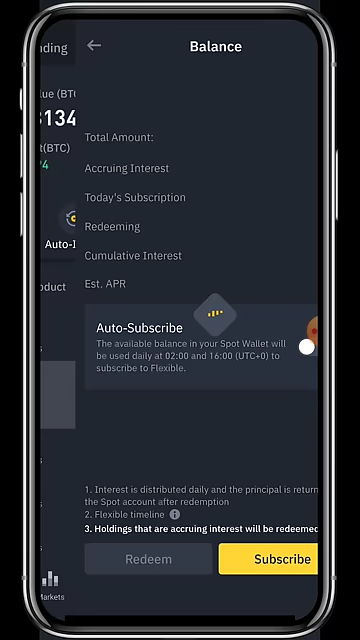 nding
Balance
lue (BTC
3134
t(BTC)
Total Amount:
Accruing Interest
Today's Subscription
Redeeming
Auto-I
Cumulative Interest
Est. APR
oduct
Auto-Subscribe
The available balance in your Spot Wallet will
be used daily at 02:00 and 16:00 (UTC+0) to
subscribe to Flexible.
1. Interest is distributed daily and the principal is return
the Spot account after redemption
2. Flexible timeline
3. Holdings that are accruing interest will be redeemed
Redeem
Subscribe
Markets